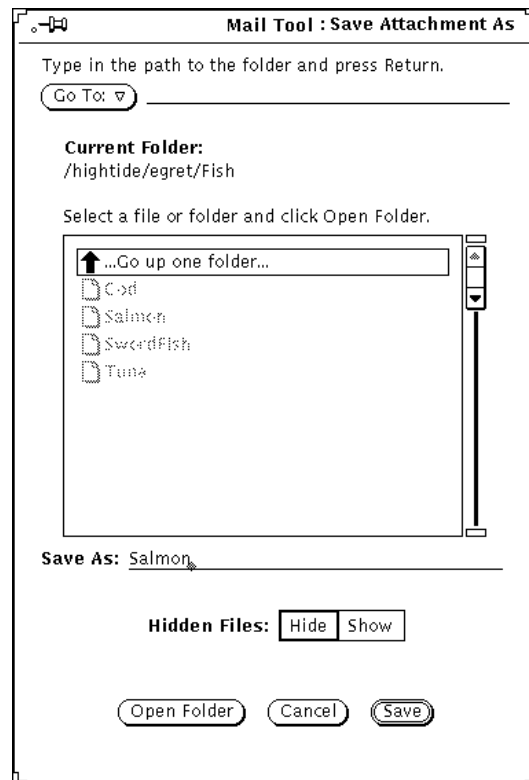 Mail Tool : Save Attachment As
Type in the path to the folder and press Return.
Go To:
Current Folder:
/hightide/egret/Fish
Select a file or folder and click Open Folder.
...Go up one folder...
Cod
Salmon
SwordFish
Tuna
Save As: Salmon
Hidden Files: Hide Show
Open Folder Cancel Save